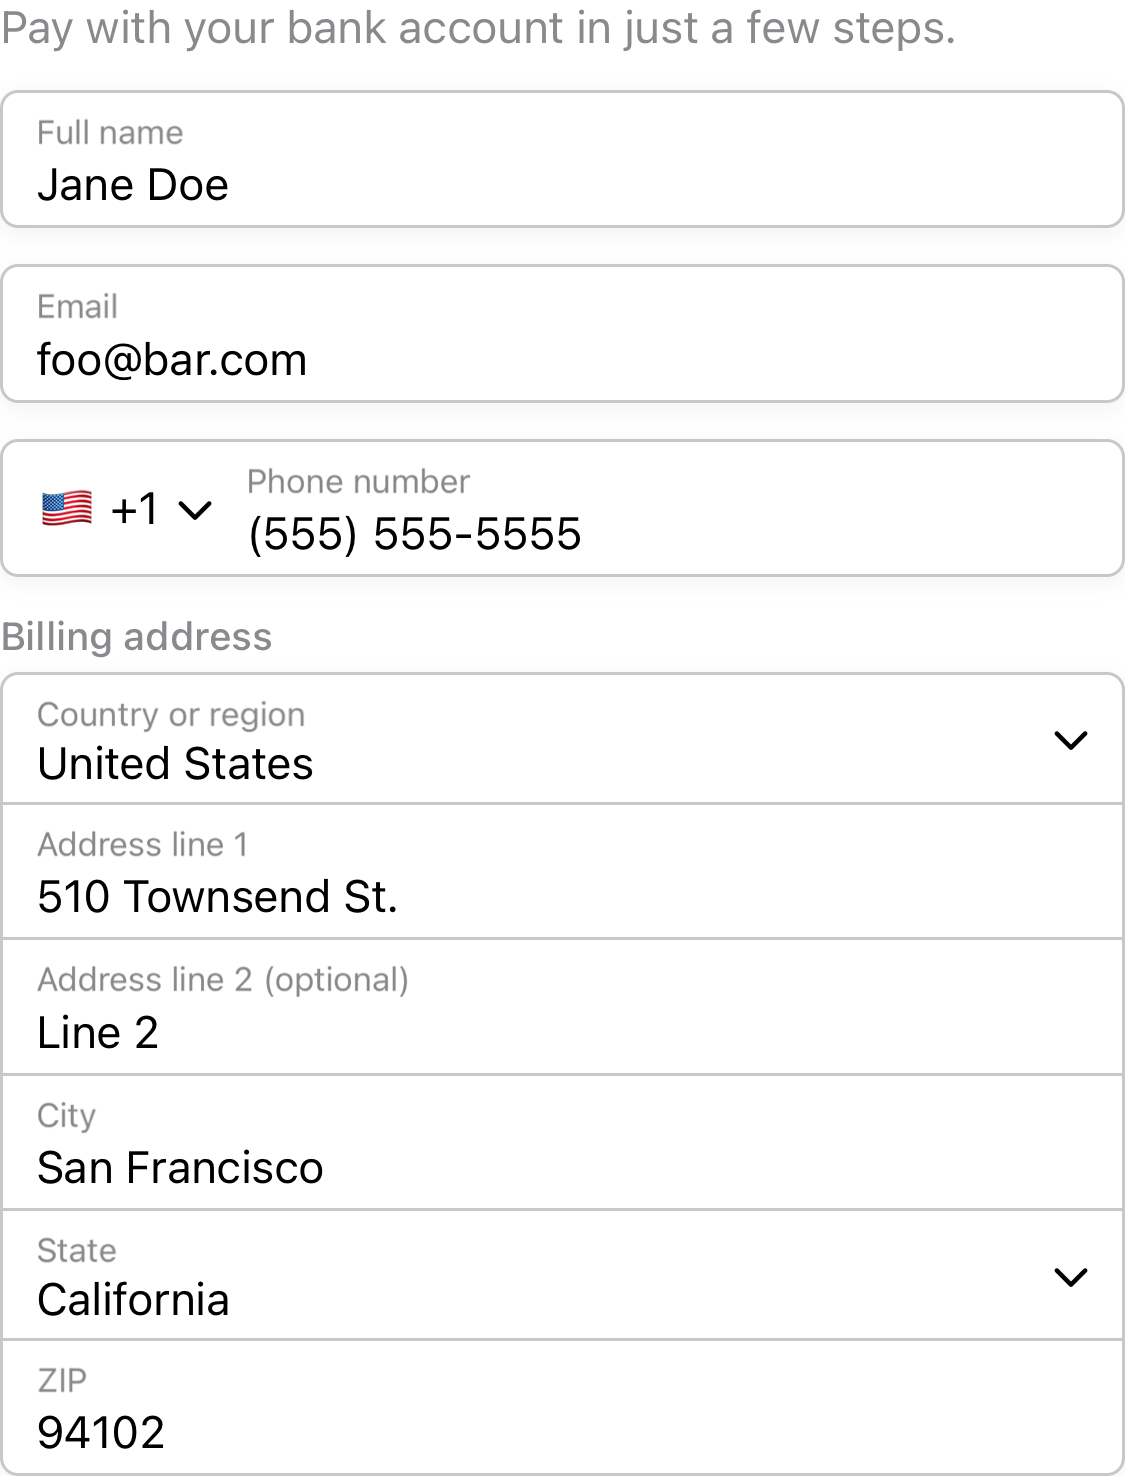 Pay with your bank account in just a few steps.
Full name
Jane Doe
Email
foo@bar.com
Phone number
+1 (555) 555-5555
Billing address
Country or region
United States
Address line 1
510 Townsend St.
Address line 2 (optional)
Line 2
City
San Francisco
State
California
ZIP
94102